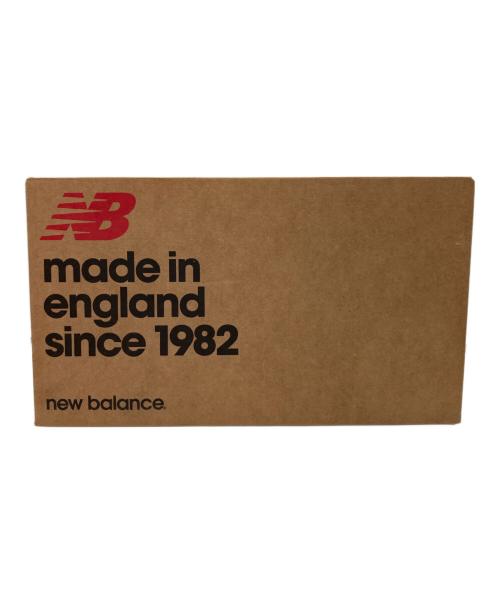 NB
made in
england
since 1982
new balance®